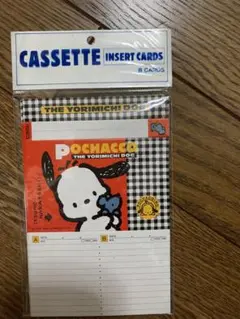 CASSETTE INSERT CARDS
8 CARDS
THE YORIMICHI DOG
POCHACCO
THE YORIMICHI DOG
A
B